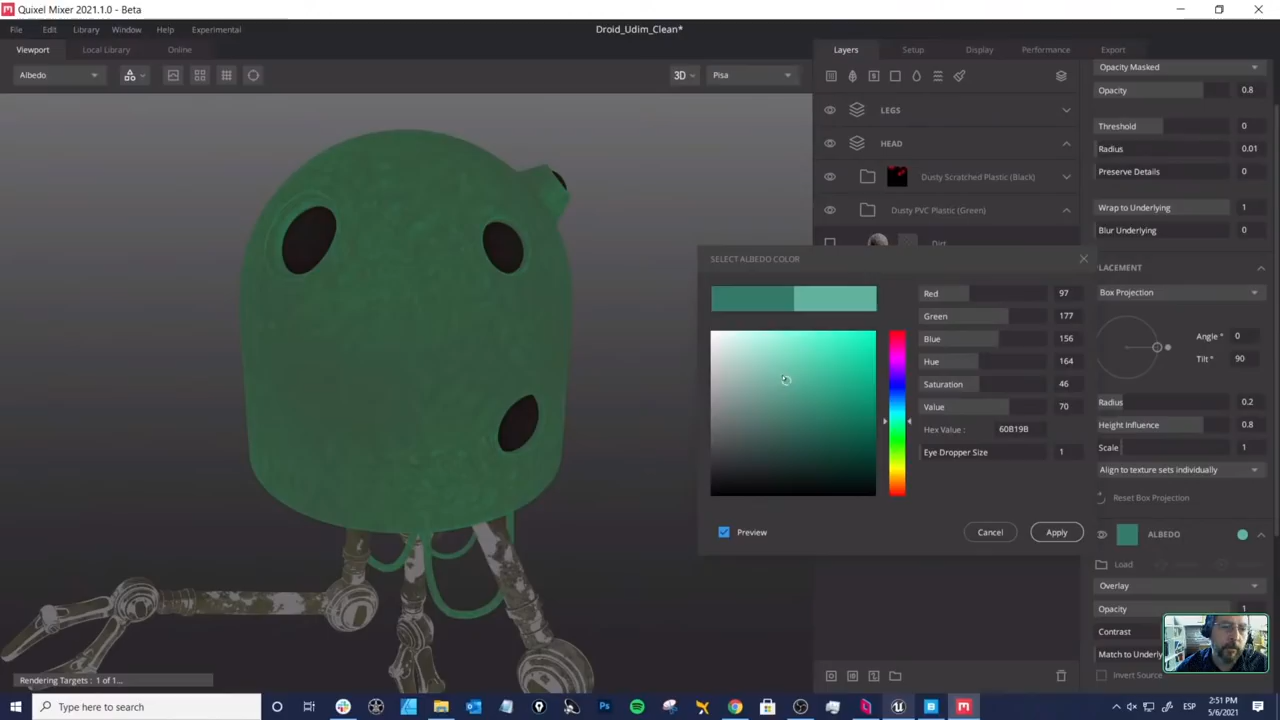 Quixel Mixer 2021.1.0 - Beta
File Edit Library Window Help Experimental
Droid_Udim_Clean*
Viewport Local Library Online
Layers Setup Display Performance Export
Albedo
3D Pisa
Opacity Masked
Opacity 0.8
LEGS
Threshold 0
HEAD
Radius 0.01
Dusty Scratched Plastic (Black)
Preserve Details 0
Dusty PVC Plastic (Green)
Wrap to Underlying 1
Blur Underlying 0
Dirt
SELECT ALBEDO COLOR
PLACEMENT
Box Projection
Red 97
Green 177
Blue 156
Hue 164
Saturation 46
Value 70
Hex Value : 60B19B
Eye Dropper Size 1
Preview
Cancel Apply
Angle ° 0
Tilt ° 90
Radius 0.2
Height Influence 0.8
Scale 1
Align to texture sets individually
Reset Box Projection
ALBEDO
Load
Overlay
Opacity 1
Contrast
Match to Underly
Invert Source
Rendering Targets : 1 of 1...
Type here to search
ESP
2:51 PM
5/6/2021